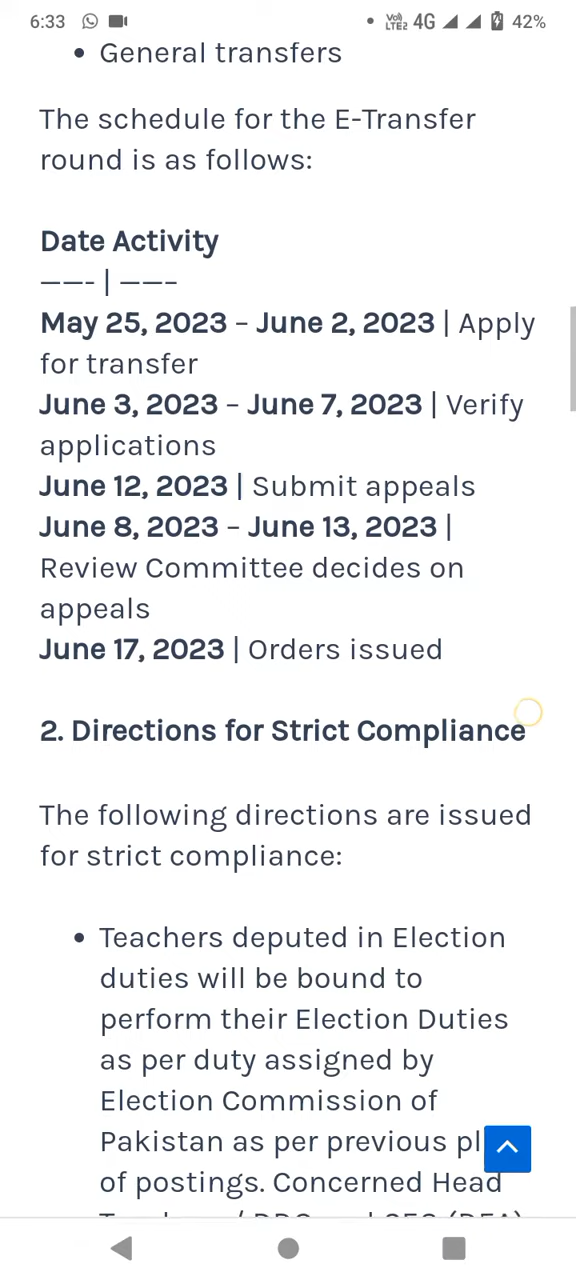 6:33 Vo) LTE2 4G 42%
• General transfers
The schedule for the E-Transfer
round is as follows:
Date Activity
——- | ——–
May 25, 2023 – June 2, 2023 | Apply
for transfer
June 3, 2023 – June 7, 2023 | Verify
applications
June 12, 2023 | Submit appeals
June 8, 2023 – June 13, 2023 |
Review Committee decides on
appeals
June 17, 2023 | Orders issued
2. Directions for Strict Compliance
The following directions are issued
for strict compliance:
• Teachers deputed in Election
duties will be bound to
perform their Election Duties
as per duty assigned by
Election Commission of
Pakistan as per previous pl
of postings. Concerned Head